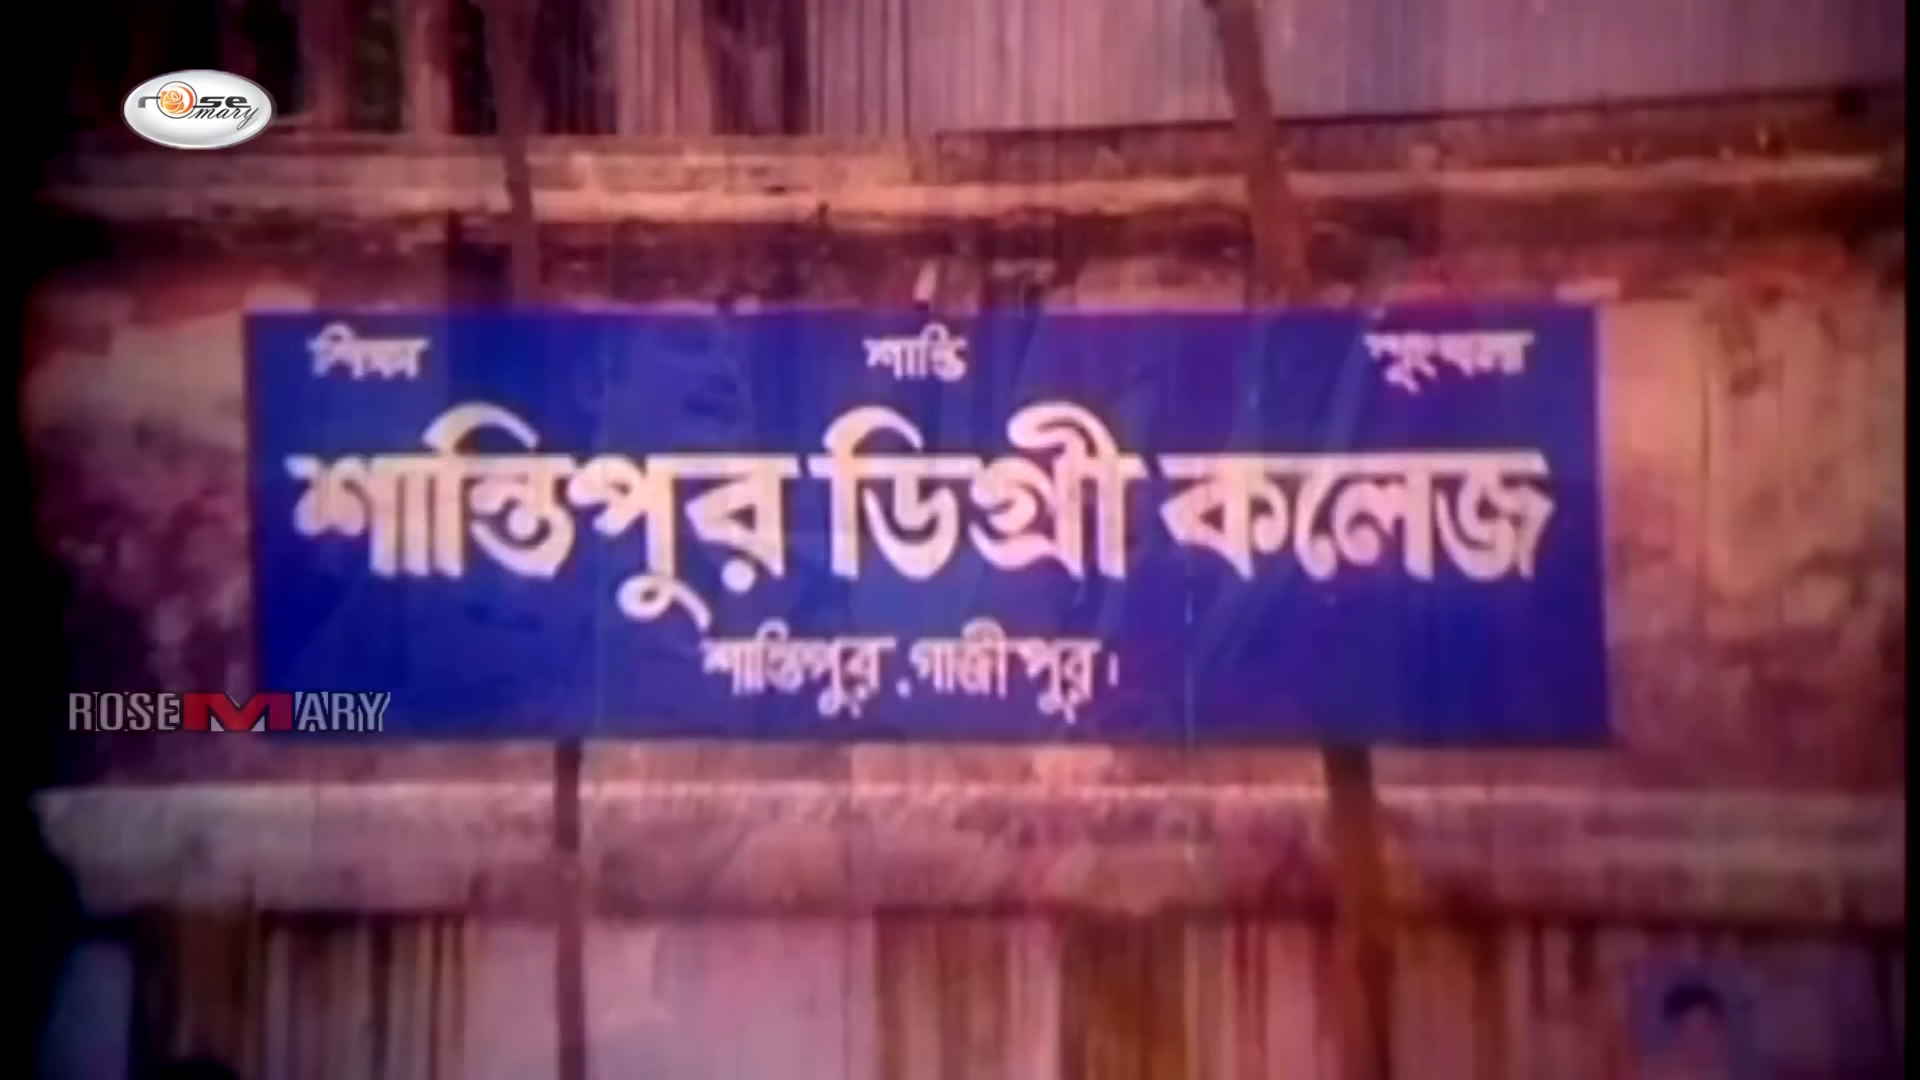 rose mary
শিক্ষা শান্তি শৃংখলা
শান্তিপুর ডিগ্রী কলেজ
শান্তিপুর, গাজীপুর।
ROSE MARY